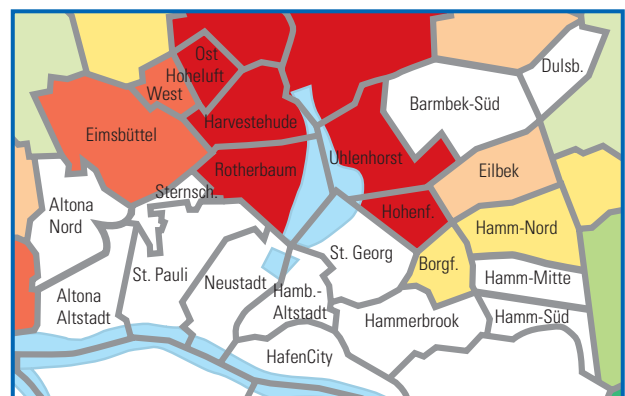 Ost
Hoheluft
West
Dulsb.
Barmbek-Süd
Eimsbüttel
Harvestehude
Uhlenhorst
Rotherbaum
Eilbek
Sternsch.
Altona
Nord
Hohenf.
Hamm-Nord
St. Georg
Borgf.
St. Pauli
Neustadt
Hamm-Mitte
Altona
Altstadt
Hamb.-
Altstadt
Hammerbrook
Hamm-Süd
HafenCity